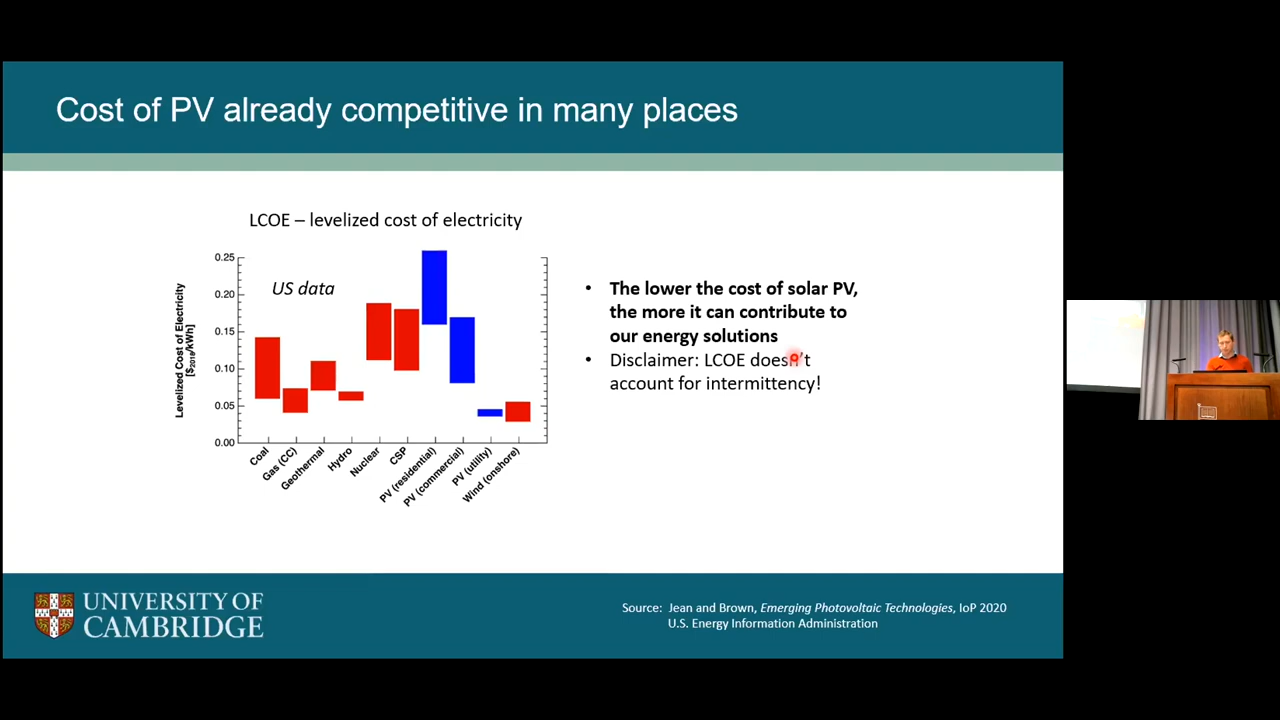 Cost of PV already competitive in many places
LCOE – levelized cost of electricity
US data
Levelized Cost of Electricity
[$2018/kWh]
0.25
0.20
0.15
0.10
0.05
0.00
Coal
Gas (CC)
Geothermal
Hydro
Nuclear
CSP
PV (residential)
PV (commercial)
PV (utility)
Wind (onshore)
• The lower the cost of solar PV,
the more it can contribute to
our energy solutions
• Disclaimer: LCOE doesn't
account for intermittency!
UNIVERSITY OF
CAMBRIDGE
Source: Jean and Brown, Emerging Photovoltaic Technologies, IoP 2020
U.S. Energy Information Administration